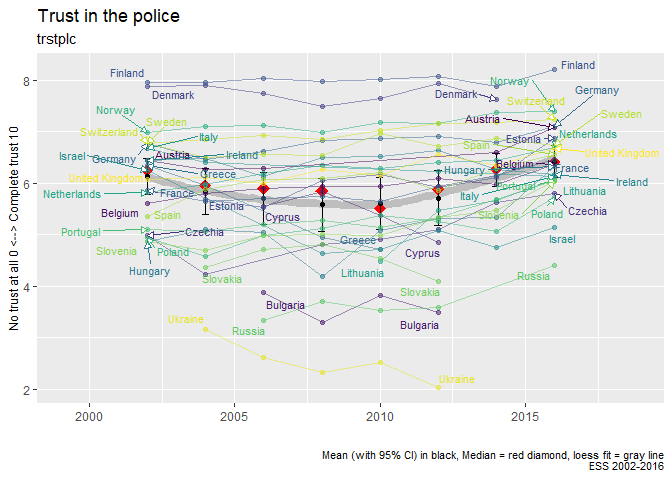 Trust in the police
trstplc
No trust at all 0 <--> Complete trust 10
8
6
4
2
2000
2005
2010
2015
Finland
Denmark
Norway
Sweden
Switzerland
Italy
Israel
Germany
Austria
Ireland
Greece
United Kingdom
France
Netherlands
Belgium
Spain
Portugal
Czechia
Slovenia
Poland
Hungary
Estonia
Cyprus
Slovakia
Bulgaria
Russia
Ukraine
Greece
Lithuania
Cyprus
Slovakia
Bulgaria
Ukraine
Finland
Norway
Germany
Denmark
Switzerland
Sweden
Austria
Estonia
Netherlands
Spain
United Kingdom
Belgium
Hungary
France
Ireland
Portugal
Italy
Lithuania
Slovenia
Poland
Czechia
Israel
Russia
Mean (with 95% CI) in black, Median = red diamond, loess fit = gray line
ESS 2002-2016